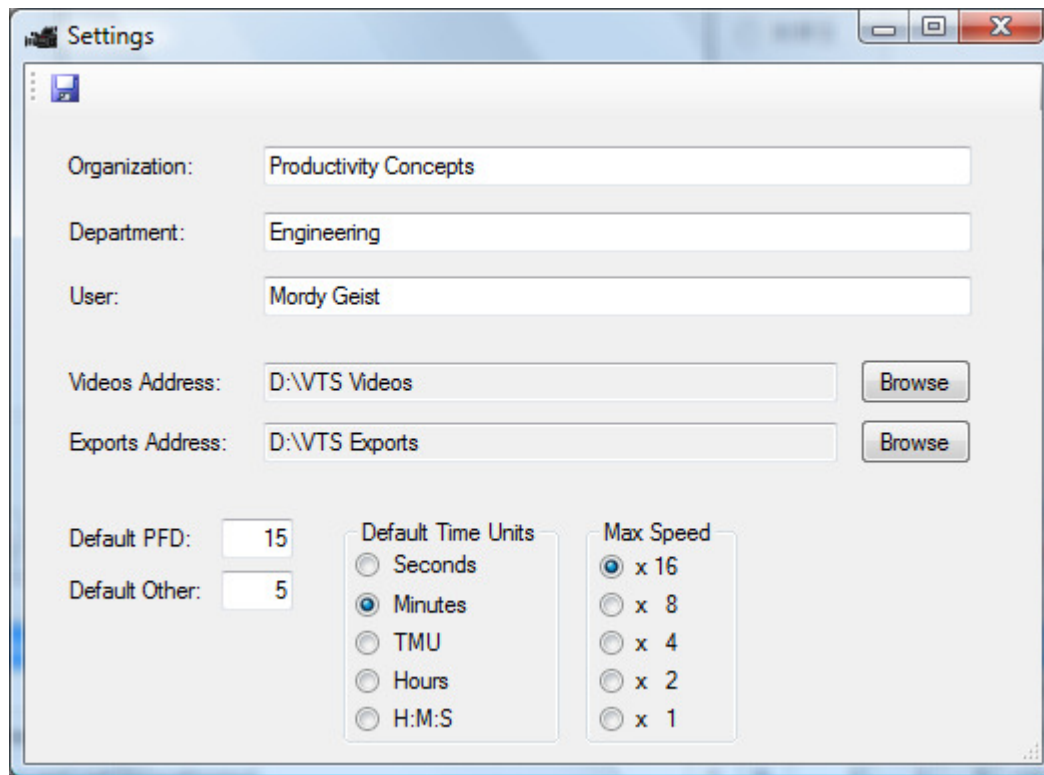 Settings
Organization: Productivity Concepts
Department: Engineering
User: Mordy Geist
Videos Address: D:\VTS Videos Browse
Exports Address: D:\VTS Exports Browse
Default PFD: 15
Default Other: 5
Default Time Units
Seconds
Minutes
TMU
Hours
H:M:S
Max Speed
x 16
x 8
x 4
x 2
x 1